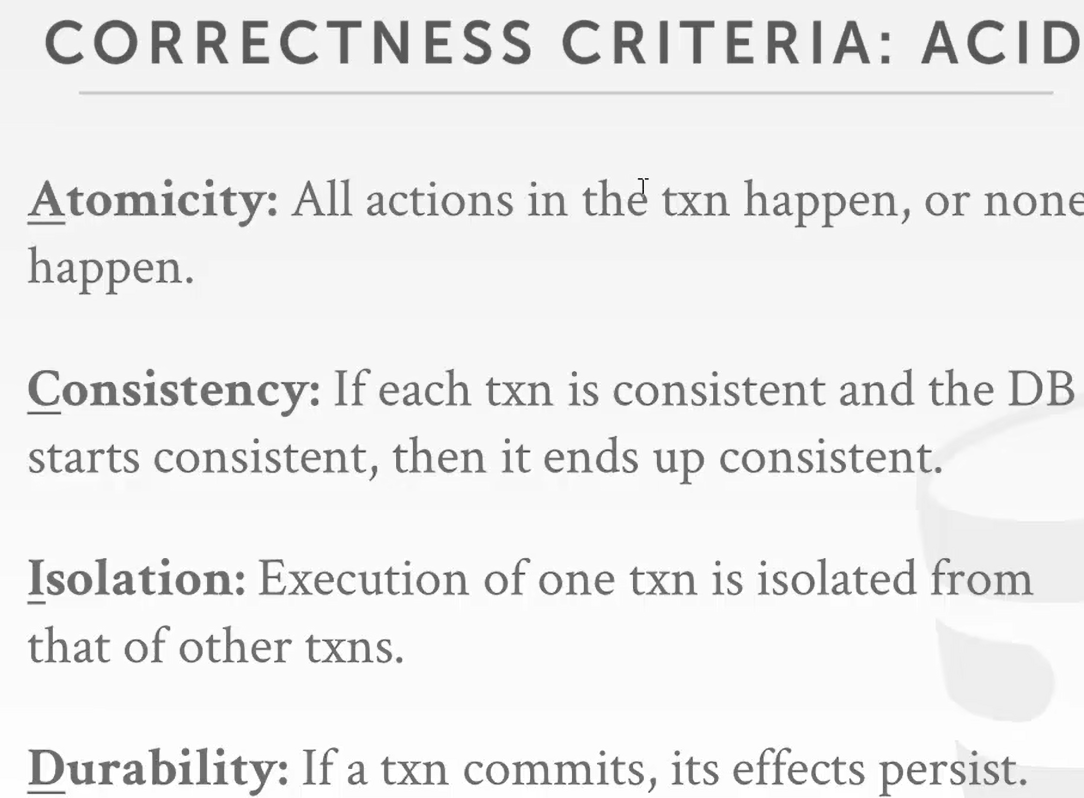 CORRECTNESS CRITERIA: ACID
Atomicity: All actions in the txn happen, or none
happen.
Consistency: If each txn is consistent and the DB
starts consistent, then it ends up consistent.
Isolation: Execution of one txn is isolated from
that of other txns.
Durability: If a txn commits, its effects persist.